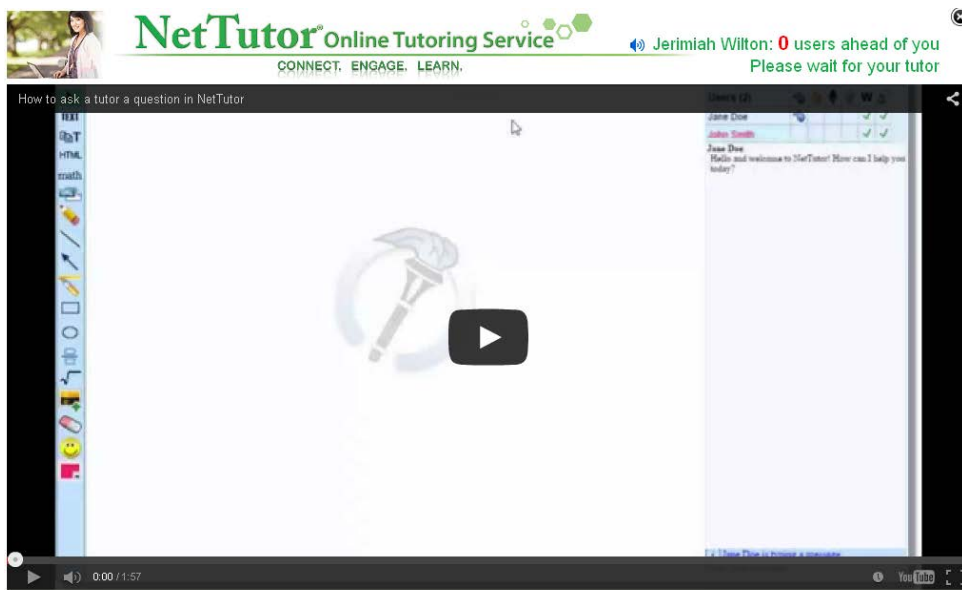 NetTutor® Online Tutoring Service
CONNECT. ENGAGE. LEARN.
Jerimiah Wilton: 0 users ahead of you
Please wait for your tutor
How to ask a tutor a question in NetTutor
Users (2)
W
TEXT
T
HTML
math
Jane Doe
John Smith
Jane Doe
Hello and welcome to NetTutor! How can I help you
today?
Jane Doe is typing a message
0:00 / 1:57
YouTube